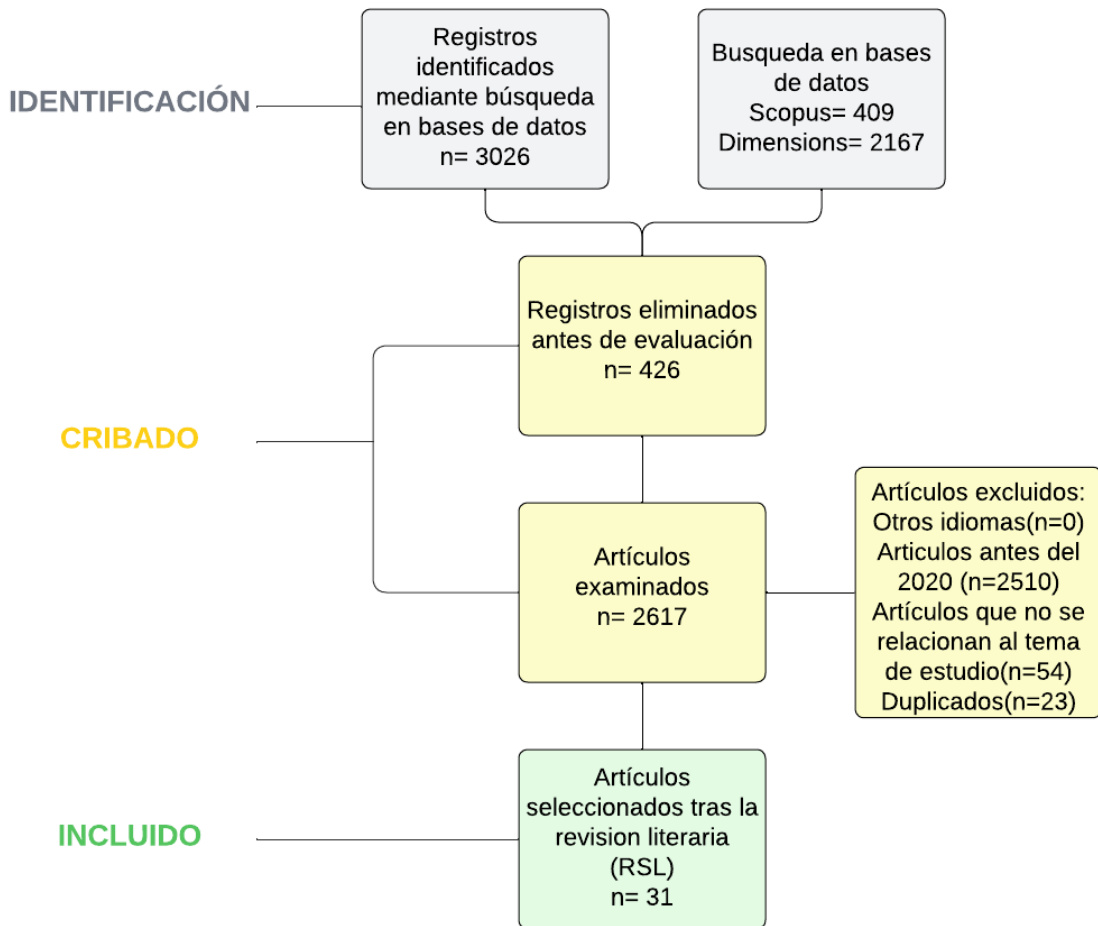 IDENTIFICACIÓN
Registros
identificados
mediante búsqueda
en bases de datos
n= 3026
Busqueda en bases
de datos
Scopus= 409
Dimensions= 2167
CRIBADO
Registros eliminados
antes de evaluación
n= 426
Artículos
examinados
n= 2617
Artículos excluidos:
Otros idiomas(n=0)
Articulos antes del
2020 (n=2510)
Artículos que no se
relacionan al tema
de estudio(n=54)
Duplicados(n=23)
INCLUIDO
Artículos
seleccionados tras la
revision literaria
(RSL)
n= 31